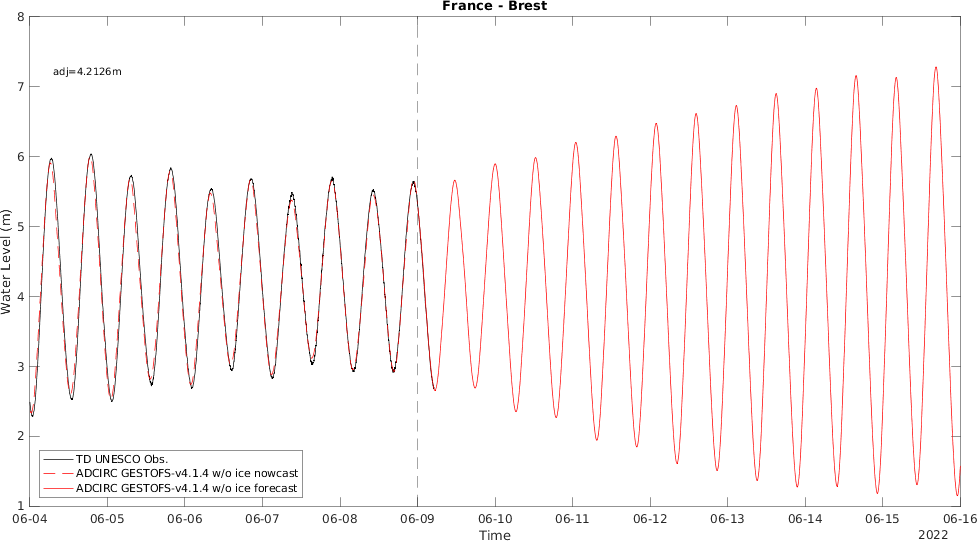 France - Brest
8
adj=4.2126m
7
6
5
Water Level (m)
4
3
2
TD UNESCO Obs.
ADCIRC GESTOFS-v4.1.4 w/o ice nowcast
ADCIRC GESTOFS-v4.1.4 w/o ice forecast
1
06-04 06-05 06-06 06-07 06-08 06-09 06-10 06-11 06-12 06-13 06-14 06-15 06-16
Time
2022